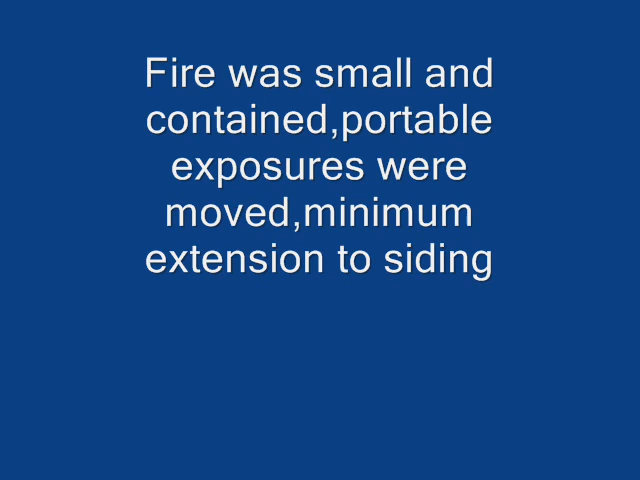 Fire was small and
contained,portable
exposures were
moved,minimum
extension to siding